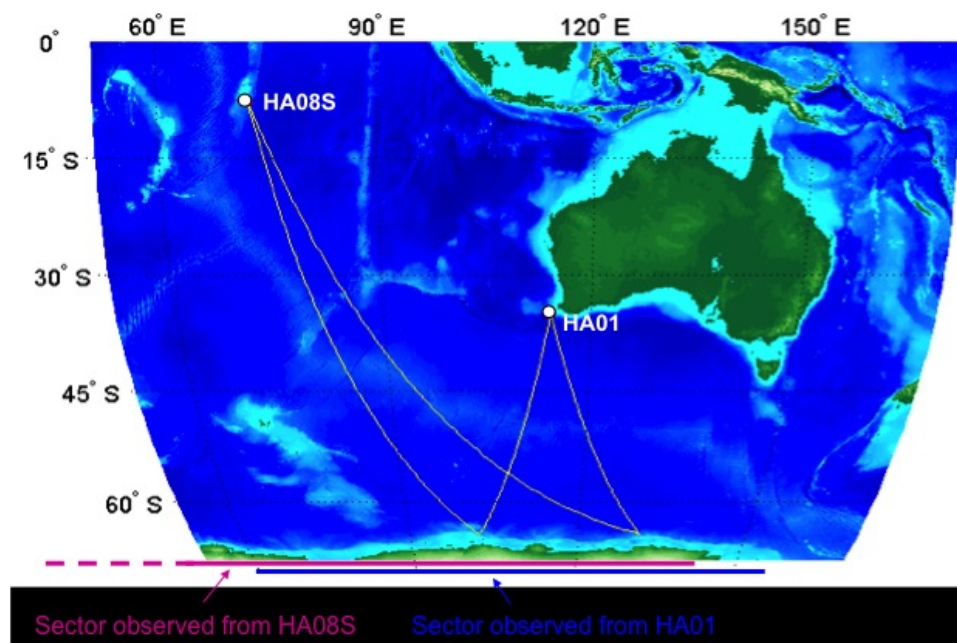 60° E 90° E 120° E 150° E
0°
HA08S
15° S
30° S
HA01
45° S
60° S
Sector observed from HA08S Sector observed from HA01